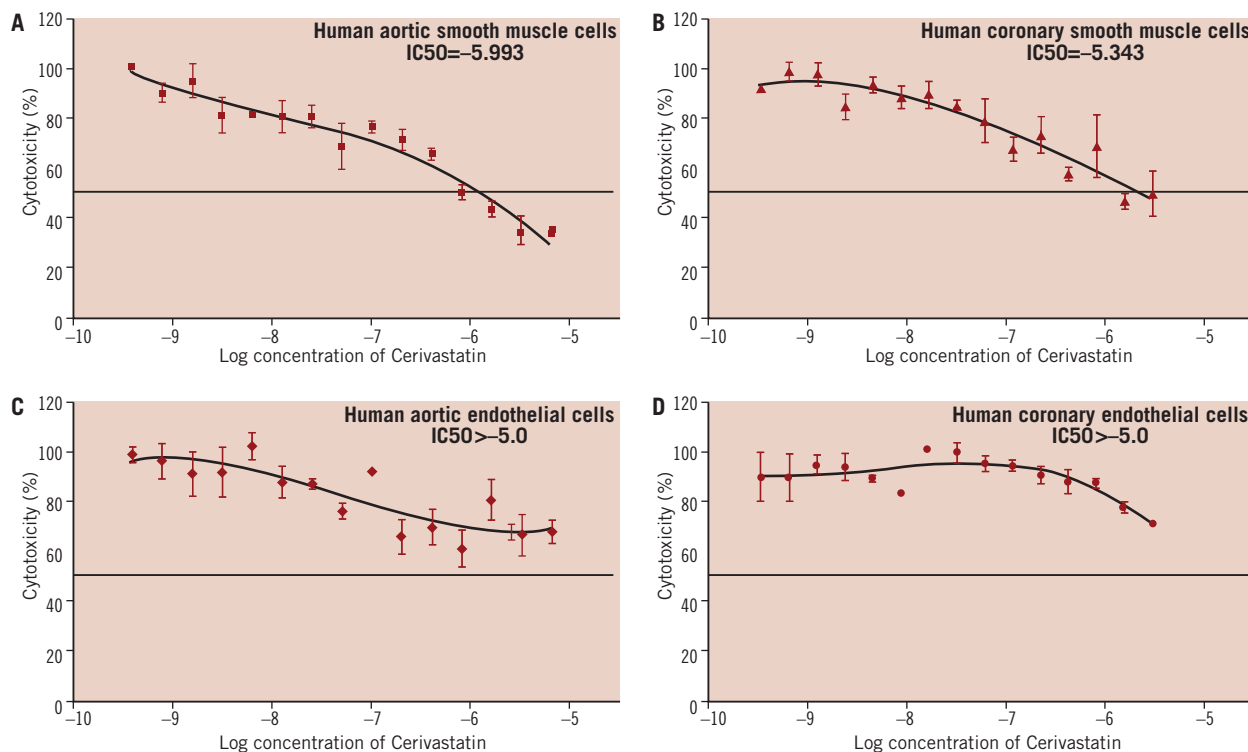 A
Human aortic smooth muscle cells
IC50=–5.993
Cytotoxicity (%)
120
100
80
60
40
20
0
–10
–9
–8
–7
–6
–5
Log concentration of Cerivastatin
B
Human coronary smooth muscle cells
IC50=–5.343
Cytotoxicity (%)
120
100
80
60
40
20
0
–10
–9
–8
–7
–6
–5
Log concentration of Cerivastatin
C
Human aortic endothelial cells
IC50>–5.0
Cytotoxicity (%)
120
100
80
60
40
20
0
–10
–9
–8
–7
–6
–5
Log concentration of Cerivastatin
D
Human coronary endothelial cells
IC50>–5.0
Cytotoxicity (%)
120
100
80
60
40
20
0
–10
–9
–8
–7
–6
–5
Log concentration of Cerivastatin